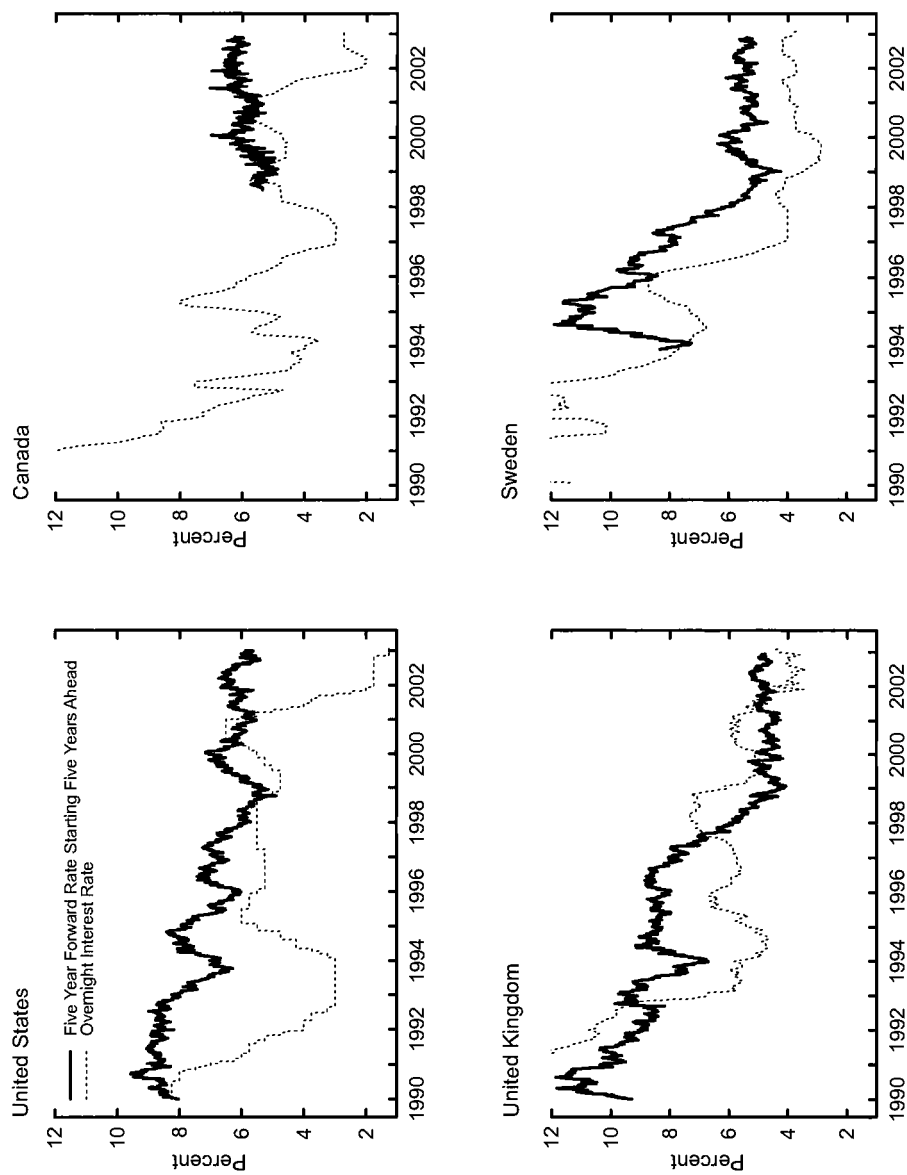 United States
Five Year Forward Rate Starting Five Years Ahead
Overnight Interest Rate
Percent
12
10
8
6
4
2
1990 1992 1994 1996 1998 2000 2002
Canada
Percent
12
10
8
6
4
2
1990 1992 1994 1996 1998 2000 2002
United Kingdom
Percent
12
10
8
6
4
2
1990 1992 1994 1996 1998 2000 2002
Sweden
Percent
12
10
8
6
4
2
1990 1992 1994 1996 1998 2000 2002